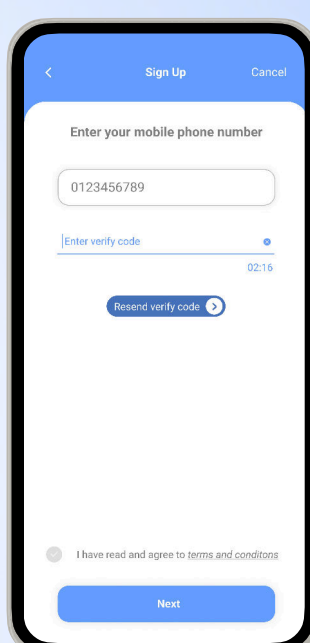 Sign Up Cancel
Enter your mobile phone number
0123456789
Enter verify code
02:16
Resend verify code
I have read and agree to terms and conditons
Next